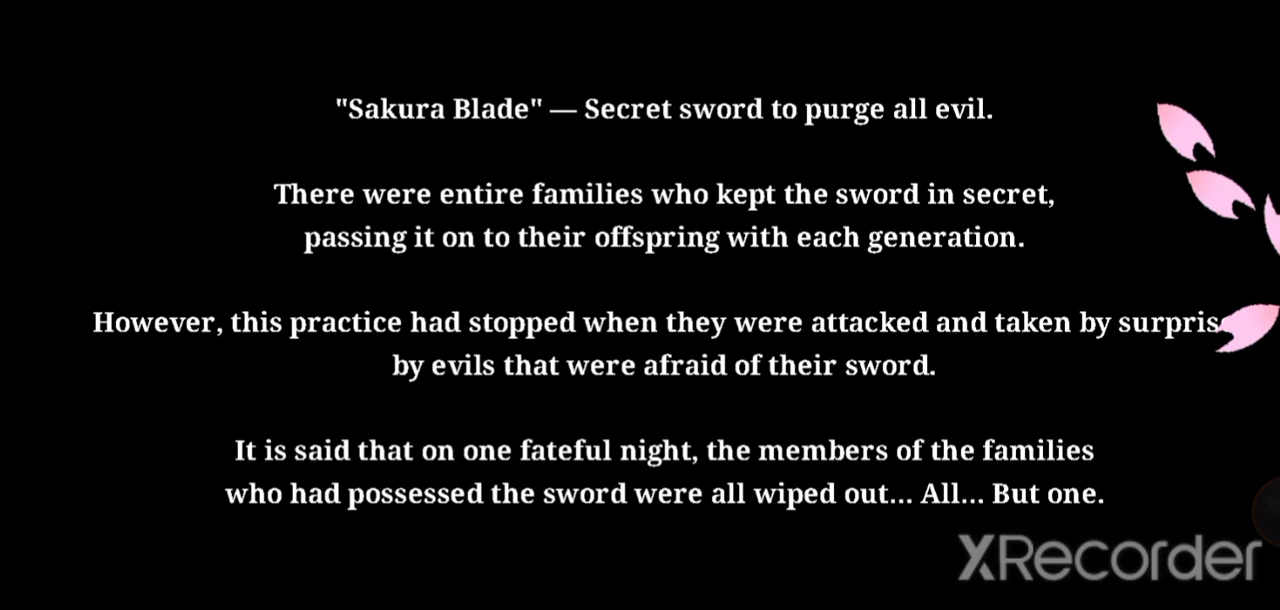 "Sakura Blade" — Secret sword to purge all evil.
There were entire families who kept the sword in secret,
passing it on to their offspring with each generation.
However, this practice had stopped when they were attacked and taken by surpris
by evils that were afraid of their sword.
It is said that on one fateful night, the members of the families
who had possessed the sword were all wiped out... All... But one.
XRecorder